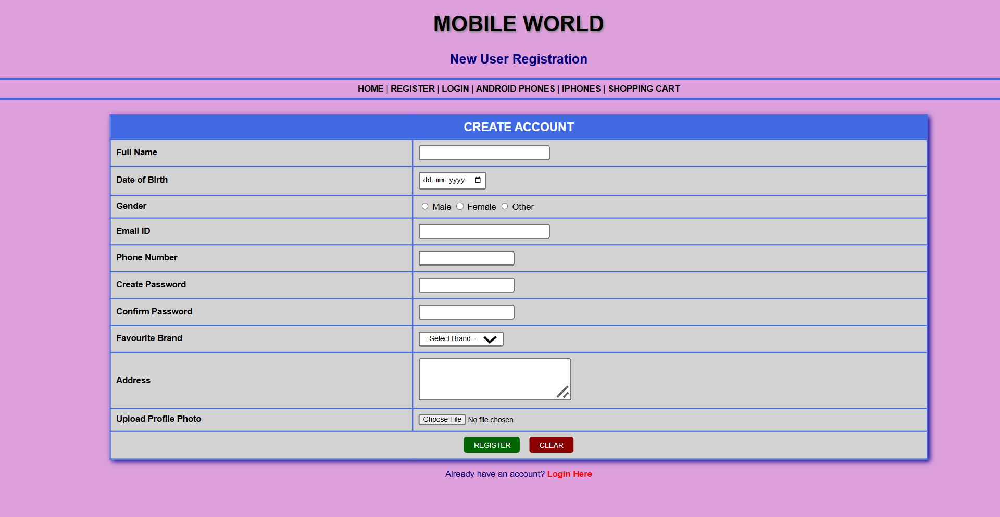 MOBILE WORLD
New User Registration
HOME | REGISTER | LOGIN | ANDROID PHONES | IPHONES | SHOPPING CART
CREATE ACCOUNT
Full Name
Date of Birth dd-mm-yyyy
Gender Male Female Other
Email ID
Phone Number
Create Password
Confirm Password
Favourite Brand --Select Brand--
Address
Upload Profile Photo Choose File No file chosen
REGISTER CLEAR
Already have an account? Login Here